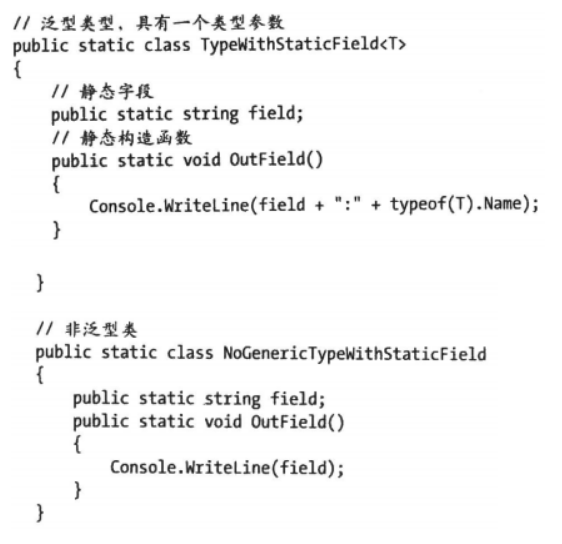 // 泛型类型，具有一个类型参数
public static class TypeWithStaticField<T>
{
// 静态字段
public static string field;
// 静态构造函数
public static void OutField()
{
Console.WriteLine(field + ":" + typeof(T).Name);
}
}
// 非泛型类
public static class NoGenericTypeWithStaticField
{
public static string field;
public static void OutField()
{
Console.WriteLine(field);
}
}